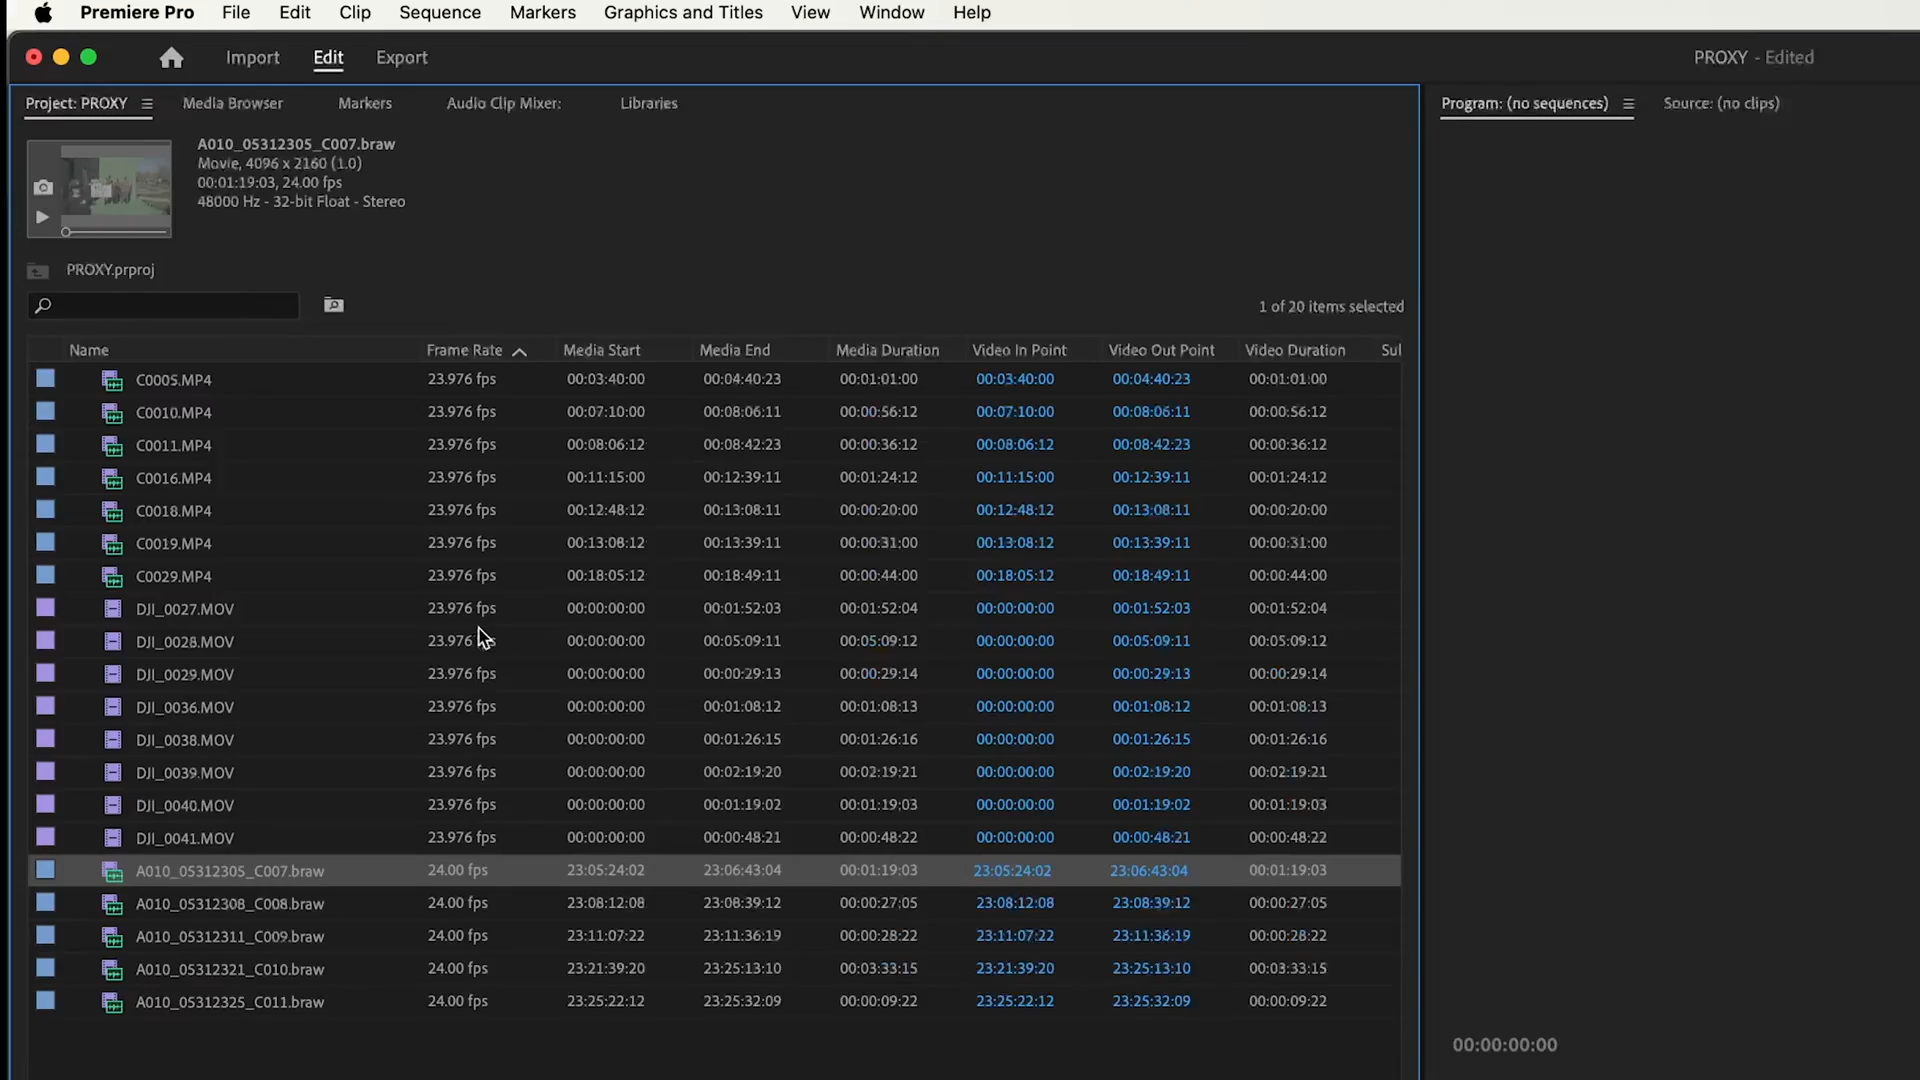 Premiere Pro File Edit Clip Sequence Markers Graphics and Titles View Window Help
Import Edit Export PROXY - Edited
Project: PROXY Media Browser Markers Audio Clip Mixer: Libraries Program: (no sequences) Source: (no clips)
A010_05312305_C007.braw
Movie, 4096 x 2160 (1.0)
00:01:19:03, 24.00 fps
48000 Hz - 32-bit Float - Stereo
PROXY.prproj
1 of 20 items selected
Name Frame Rate Media Start Media End Media Duration Video In Point Video Out Point Video Duration Sul
C0005.MP4 23.976 fps 00:03:40:00 00:04:40:23 00:01:01:00 00:03:40:00 00:04:40:23 00:01:01:00
C0010.MP4 23.976 fps 00:07:10:00 00:08:06:11 00:00:56:12 00:07:10:00 00:08:06:11 00:00:56:12
C0011.MP4 23.976 fps 00:08:06:12 00:08:42:23 00:00:36:12 00:08:06:12 00:08:42:23 00:00:36:12
C0016.MP4 23.976 fps 00:11:15:00 00:12:39:11 00:01:24:12 00:11:15:00 00:12:39:11 00:01:24:12
C0018.MP4 23.976 fps 00:12:48:12 00:13:08:11 00:00:20:00 00:12:48:12 00:13:08:11 00:00:20:00
C0019.MP4 23.976 fps 00:13:08:12 00:13:39:11 00:00:31:00 00:13:08:12 00:13:39:11 00:00:31:00
C0029.MP4 23.976 fps 00:18:05:12 00:18:49:11 00:00:44:00 00:18:05:12 00:18:49:11 00:00:44:00
DJI_0027.MOV 23.976 fps 00:00:00:00 00:01:52:03 00:01:52:04 00:00:00:00 00:01:52:03 00:01:52:04
DJI_0028.MOV 23.976 fps 00:00:00:00 00:05:09:11 00:05:09:12 00:00:00:00 00:05:09:11 00:05:09:12
DJI_0029.MOV 23.976 fps 00:00:00:00 00:00:29:13 00:00:29:14 00:00:00:00 00:00:29:13 00:00:29:14
DJI_0036.MOV 23.976 fps 00:00:00:00 00:01:08:12 00:01:08:13 00:00:00:00 00:01:08:12 00:01:08:13
DJI_0038.MOV 23.976 fps 00:00:00:00 00:01:26:15 00:01:26:16 00:00:00:00 00:01:26:15 00:01:26:16
DJI_0039.MOV 23.976 fps 00:00:00:00 00:02:19:20 00:02:19:21 00:00:00:00 00:02:19:20 00:02:19:21
DJI_0040.MOV 23.976 fps 00:00:00:00 00:01:19:02 00:01:19:03 00:00:00:00 00:01:19:02 00:01:19:03
DJI_0041.MOV 23.976 fps 00:00:00:00 00:00:48:21 00:00:48:22 00:00:00:00 00:00:48:21 00:00:48:22
A010_05312305_C007.braw 24.00 fps 23:05:24:02 23:06:43:04 00:01:19:03 23:05:24:02 23:06:43:04 00:01:19:03
A010_05312308_C008.braw 24.00 fps 23:08:12:08 23:08:39:12 00:00:27:05 23:08:12:08 23:08:39:12 00:00:27:05
A010_05312311_C009.braw 24.00 fps 23:11:07:22 23:11:36:19 00:00:28:22 23:11:07:22 23:11:36:19 00:00:28:22
A010_05312321_C010.braw 24.00 fps 23:21:39:20 23:25:13:10 00:03:33:15 23:21:39:20 23:25:13:10 00:03:33:15
A010_05312325_C011.braw 24.00 fps 23:25:22:12 23:25:32:09 00:00:09:22 23:25:22:12 23:25:32:09 00:00:09:22
00:00:00:00